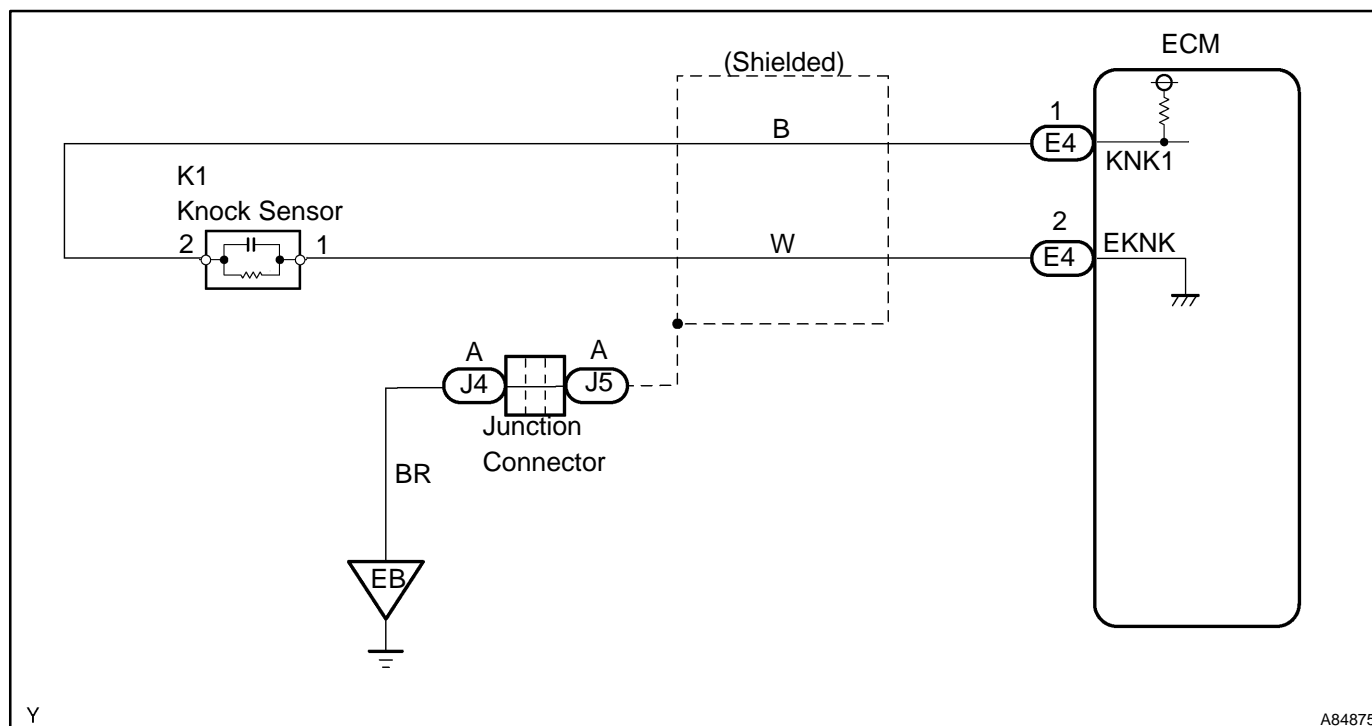 ECM
(Shielded)
1
B
E4
KNK1
K1
Knock Sensor
2
2 1
W
EKNK
E4
A A
J4 J5
Junction
Connector
BR
EB
Y
A84875